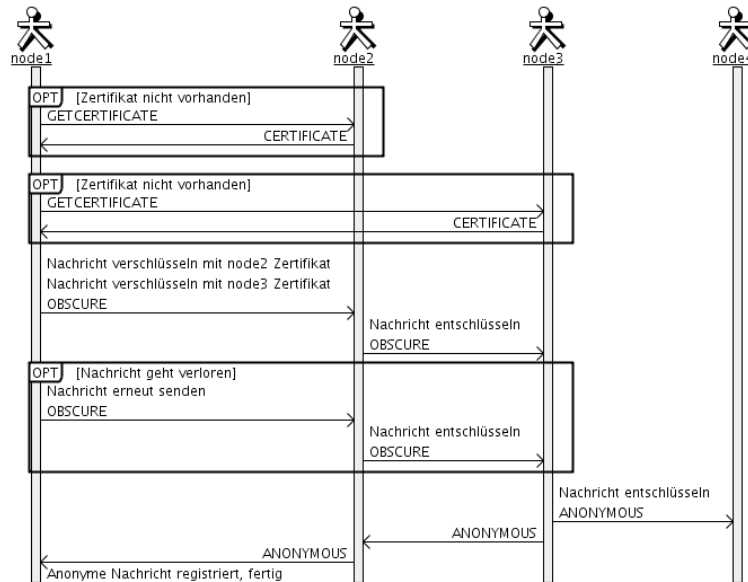 node1 node2 node3 node4
OPT [Zertifikat nicht vorhanden]
GETCERTIFICATE
CERTIFICATE
OPT [Zertifikat nicht vorhanden]
GETCERTIFICATE
CERTIFICATE
Nachricht verschlüsseln mit node2 Zertifikat
Nachricht verschlüsseln mit node3 Zertifikat
OBSCURE
Nachricht entschlüsseln
OBSCURE
OPT [Nachricht geht verloren]
Nachricht erneut senden
OBSCURE
Nachricht entschlüsseln
OBSCURE
Nachricht entschlüsseln
ANONYMOUS
ANONYMOUS
ANONYMOUS
Anonyme Nachricht registriert, fertig